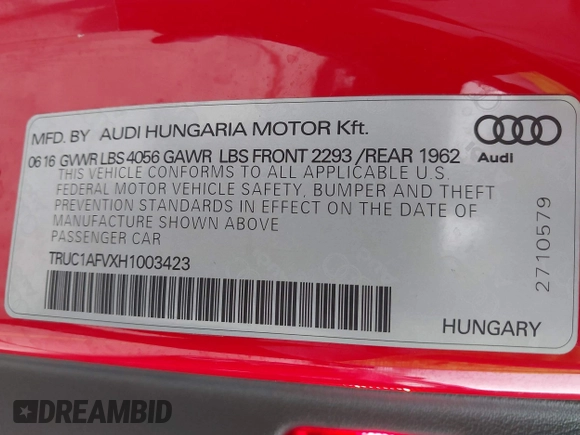 MFD. BY AUDI HUNGARIA MOTOR Kft.
0616 GVWR LBS 4056 GAWR LBS FRONT 2293 /REAR 1962
Audi
THIS VEHICLE CONFORMS TO ALL APPLICABLE U.S.
FEDERAL MOTOR VEHICLE SAFETY, BUMPER AND THEFT
PREVENTION STANDARDS IN EFFECT ON THE DATE OF
MANUFACTURE SHOWN ABOVE
PASSENGER CAR
TRUC1AFVXH1003423
2710579
HUNGARY
DREAMBID